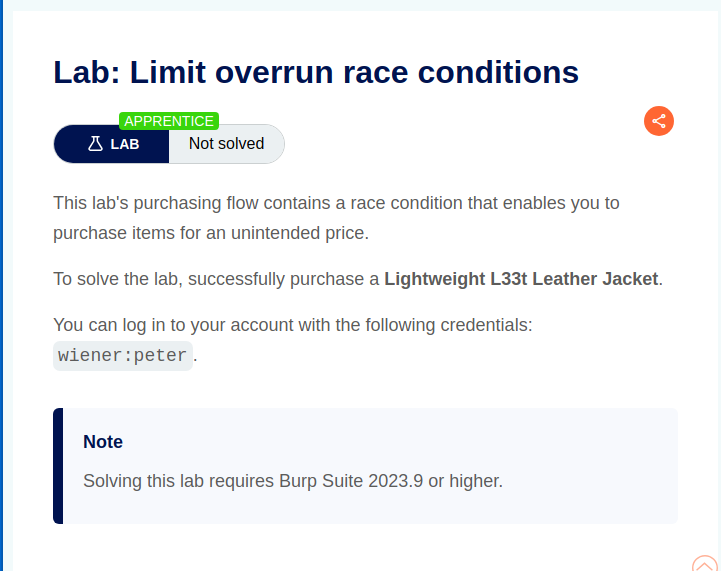 Lab: Limit overrun race conditions
APPRENTICE
LAB Not solved
This lab's purchasing flow contains a race condition that enables you to
purchase items for an unintended price.
To solve the lab, successfully purchase a Lightweight L33t Leather Jacket.
You can log in to your account with the following credentials:
wiener:peter.
Note
Solving this lab requires Burp Suite 2023.9 or higher.